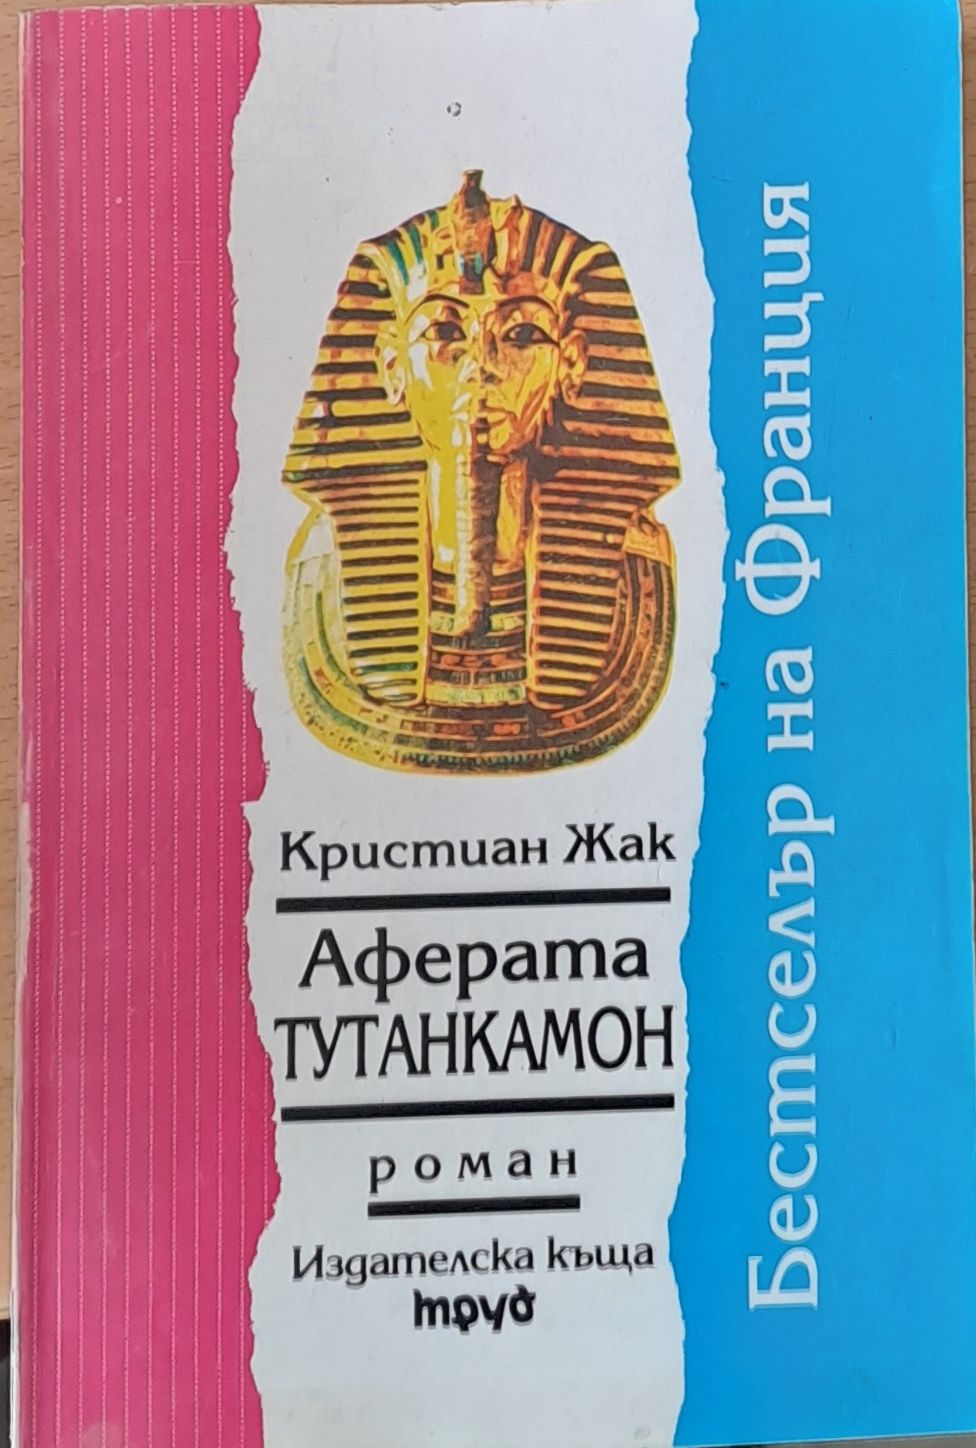 Кристиан Жак
Аферата
ТУТАНКАМОН
роман
Издателска къща
труд
Бестселър на Франция